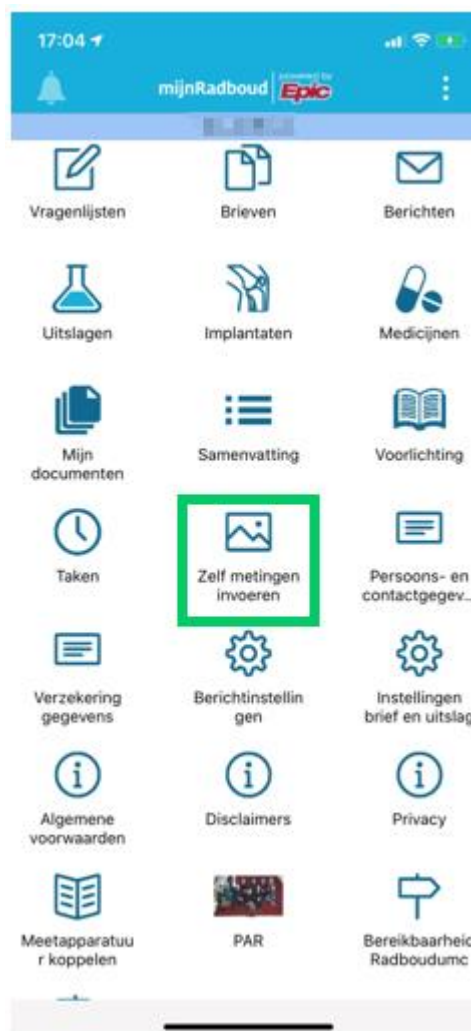 17:04
mijnRadboud powered by Epic
Vragenlijsten Brieven Berichten
Uitslagen Implantaten Medicijnen
Mijn Samenvatting Voorlichting
documenten
Taken Zelf metingen Persoons- en
invoeren contactgegev...
Verzekering Berichtinstellin Instellingen
gegevens gen brief en uitslag
Algemene Disclaimers Privacy
voorwaarden
Meetapparatuu PAR Bereikbaarheid
r koppelen Radboudumc